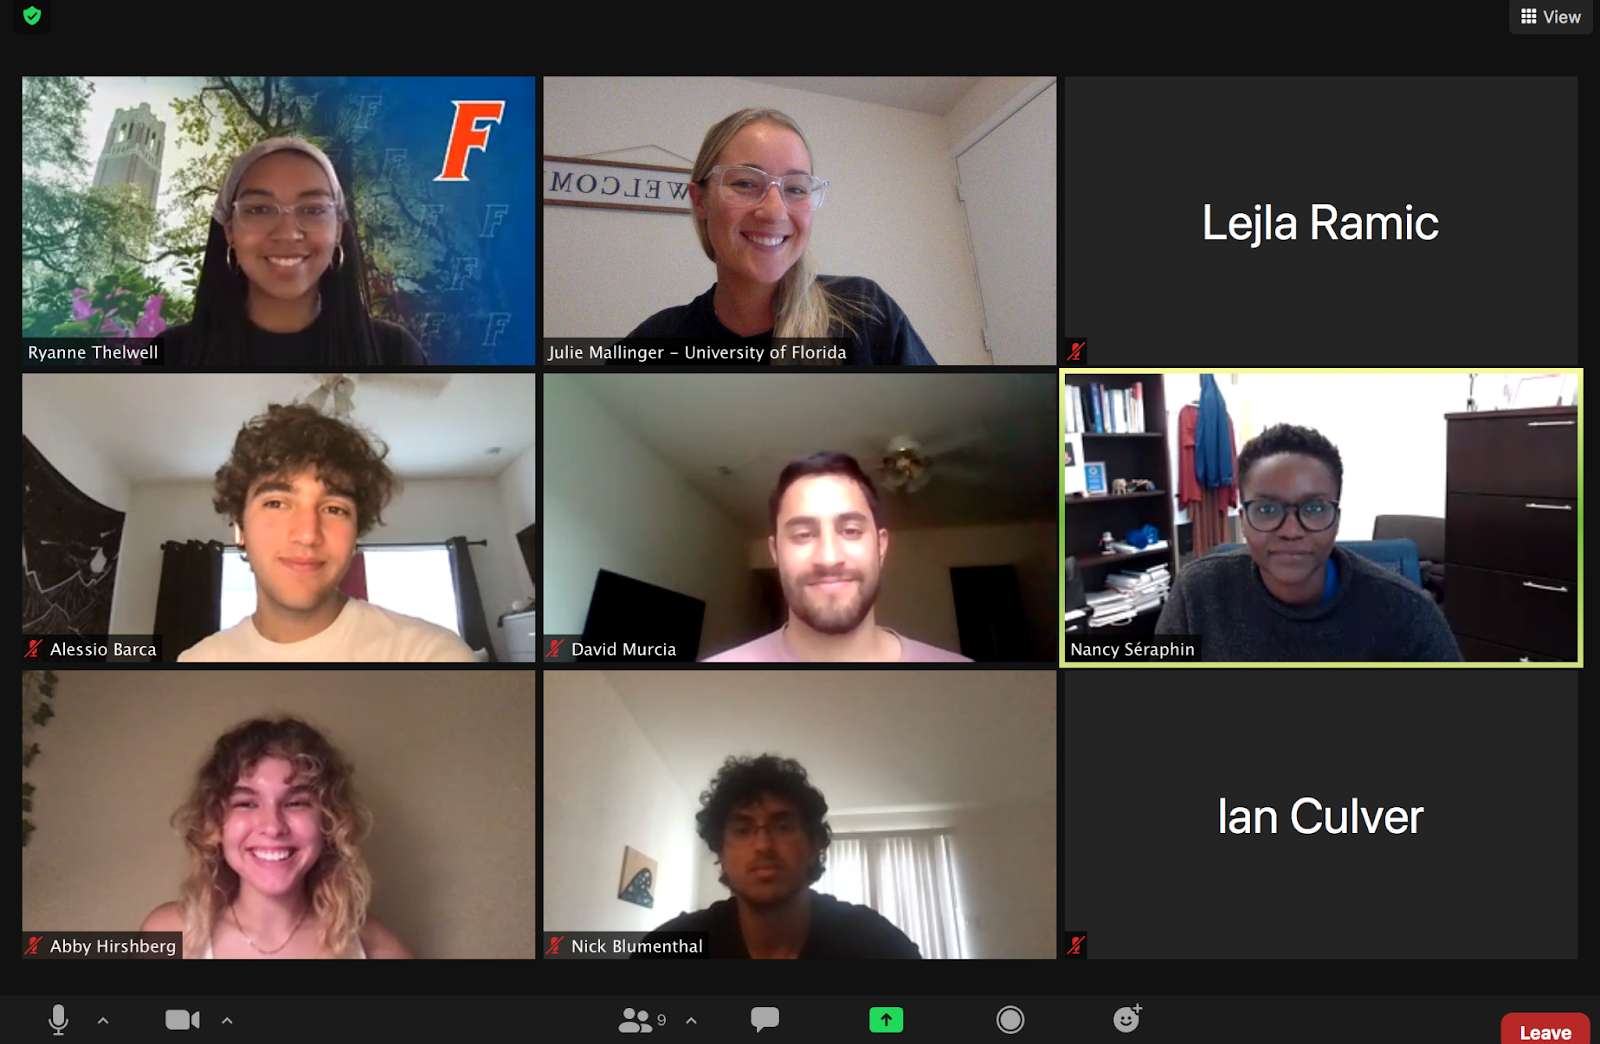 View
F
Ryanne Thelwell
WELCOM
Julie Mallinger – University of Florida
Lejla Ramic
Alessio Barca
David Murcia
Nancy Séraphin
Abby Hirshberg
Nick Blumenthal
Ian Culver
9
Leave